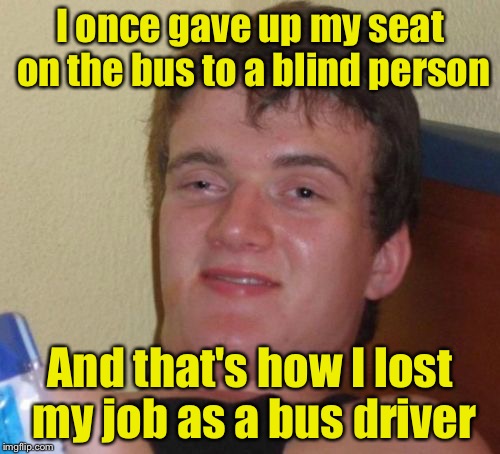 I once gave up my seat
on the bus to a blind person
And that's how I lost
my job as a bus driver
imgflip.com